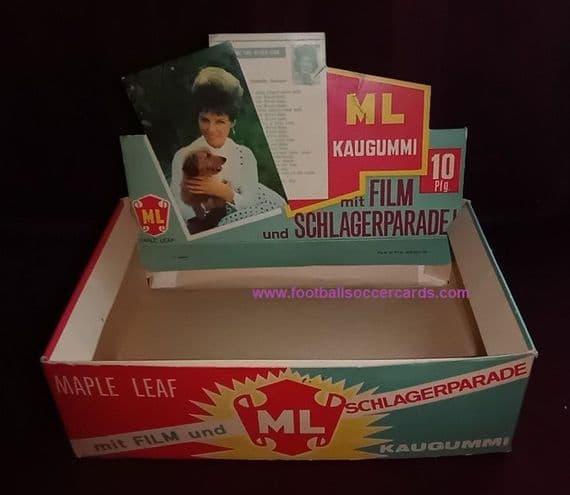 ML
KAUGUMMI
10
Pfg.
mit FILM
und SCHLAGERPARADE!
ML
MAPLE LEAF
www.footballsoccercards.com
MAPLE LEAF
mit FILM und
ML
SCHLAGERPARADE
KAUGUMMI